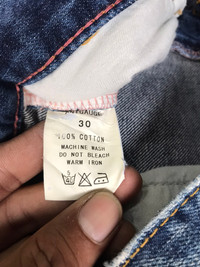 30
100% COTTON
MACHINE WASH
DO NOT BLEACH
WARM IRON